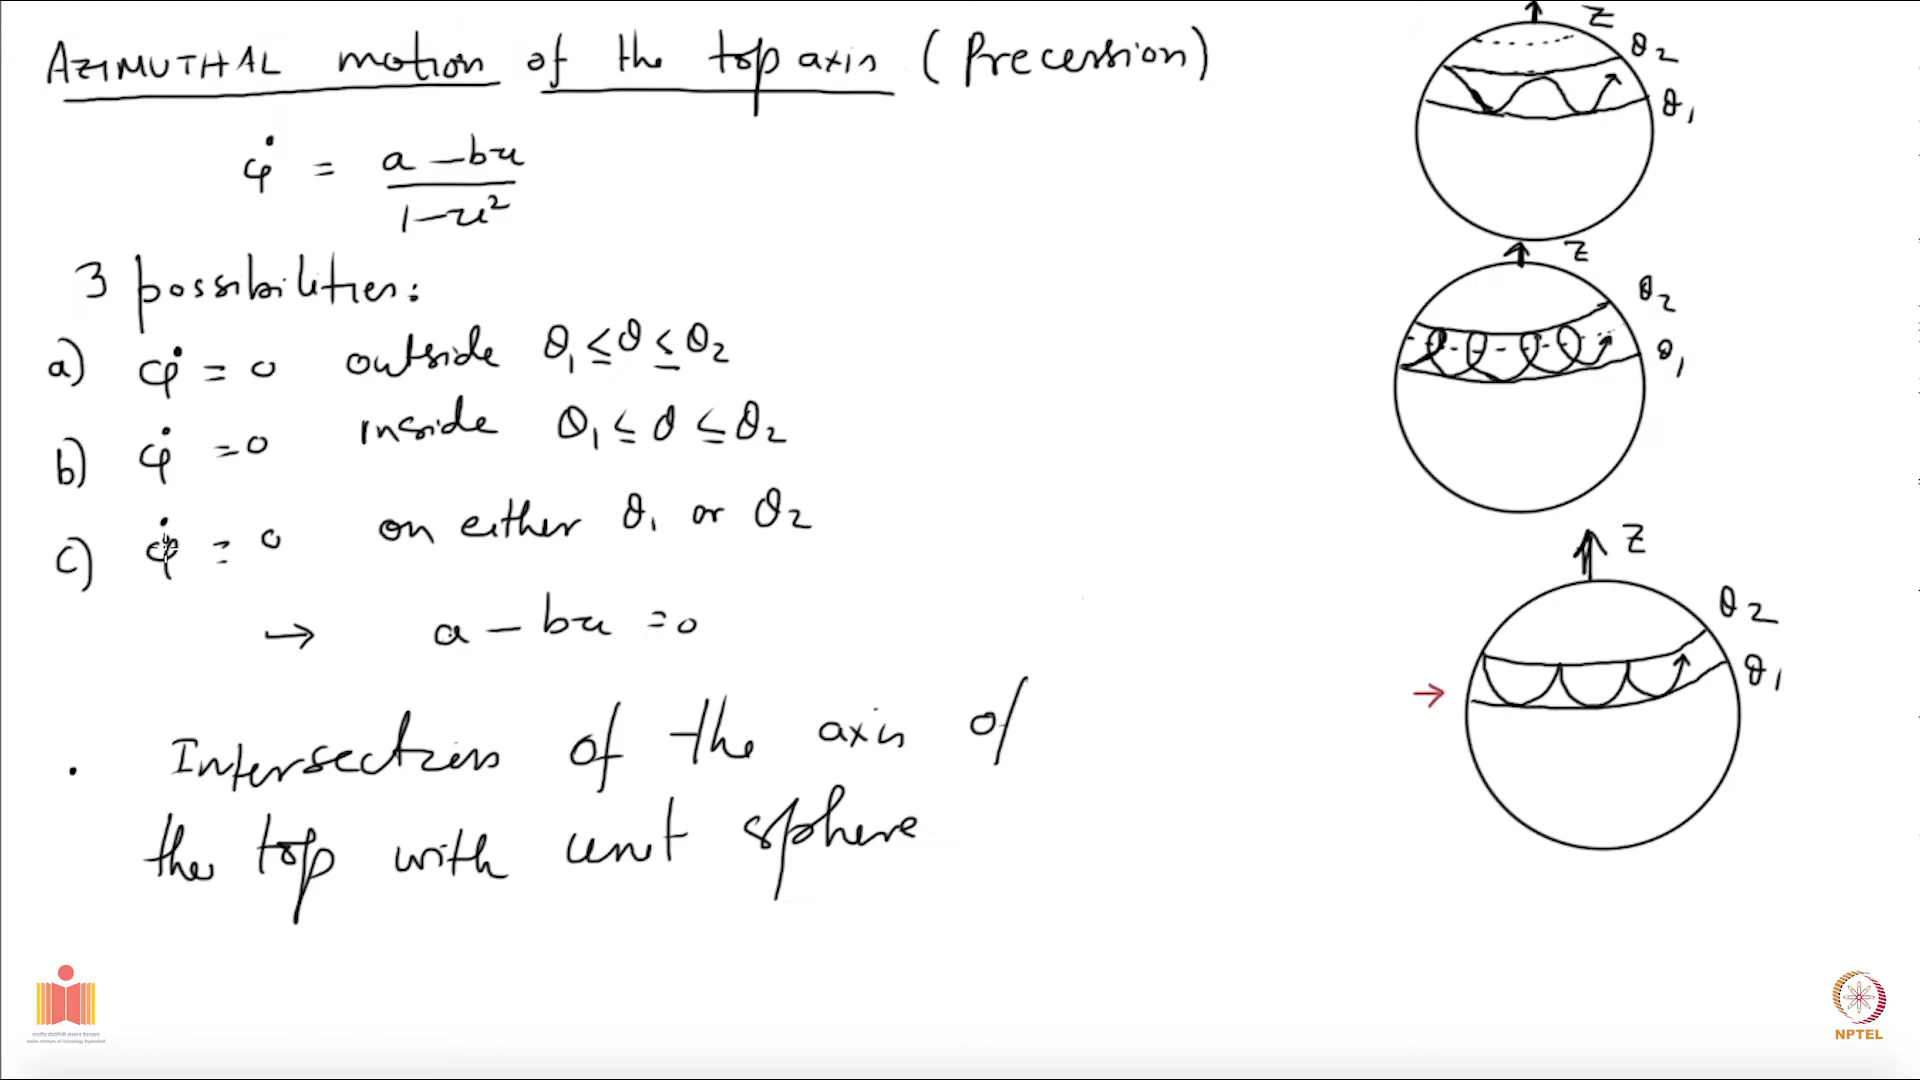 AZIMUTHAL motion of the top axis (Precession)
φ̇ = a - bu / 1 - u²
3 possibilities:
a) φ̇ = 0 outside θ₁ ≤ θ ≤ θ₂
b) φ̇ = 0 inside θ₁ ≤ θ ≤ θ₂
c) φ̇ = 0 on either θ₁ or θ₂
→ a - bu = 0
. Intersection of the axis of
the top with unit sphere
z
θ₂
θ₁
z
θ₂
θ₁
z
θ₂
θ₁
→
NPTEL